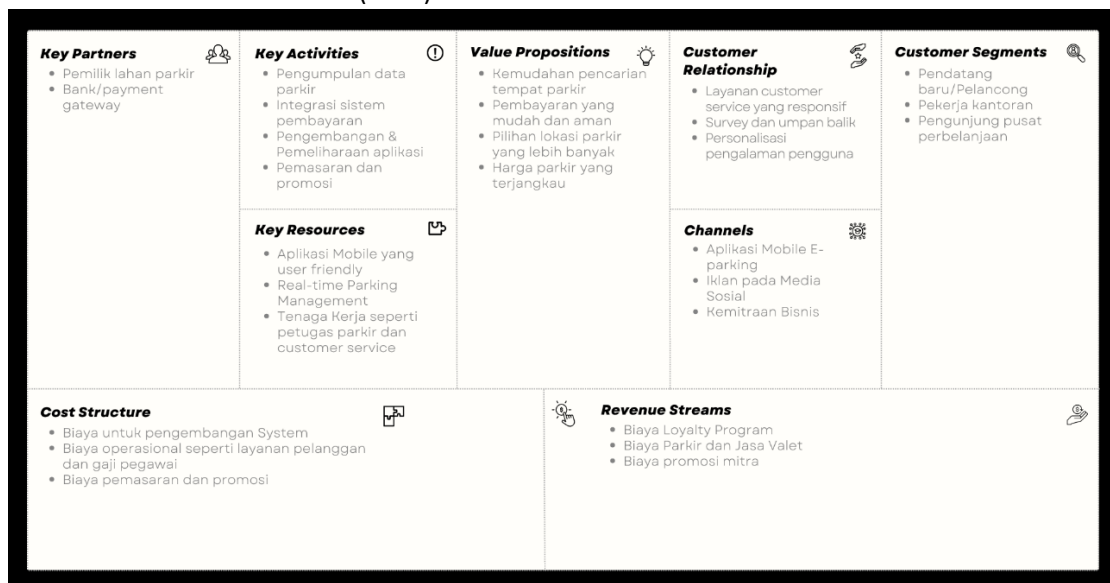 Key Partners
Pemilik lahan parkir
Bank/payment
gateway
Key Activities
Pengumpulan data
parkir
Integrasi sistem
pembayaran
Pengembangan &
Pemeliharaan aplikasi
Pemasaran dan
promosi
Key Resources
Aplikasi Mobile yang
user friendly
Real-time Parking
Management
Tenaga Kerja seperti
petugas parkir dan
customer service
Value Propositions
Kemudahan pencarian
tempat parkir
Pembayaran yang
mudah dan aman
Pilihan lokasi parkir
yang lebih banyak
Harga parkir yang
terjangkau
Customer
Relationship
Layanan customer
service yang responsif
Survey dan umpan balik
Personalisasi
pengalaman pengguna
Channels
Aplikasi Mobile E-
parking
Iklan pada Media
Sosial
Kemitraan Bisnis
Customer Segments
Pendatang
baru/Pelancong
Pekerja kantoran
Pengunjung pusat
perbelanjaan
Cost Structure
Biaya untuk pengembangan System
Biaya operasional seperti layanan pelanggan
dan gaji pegawai
Biaya pemasaran dan promosi
Revenue Streams
Biaya Loyalty Program
Biaya Parkir dan Jasa Valet
Biaya promosi mitra